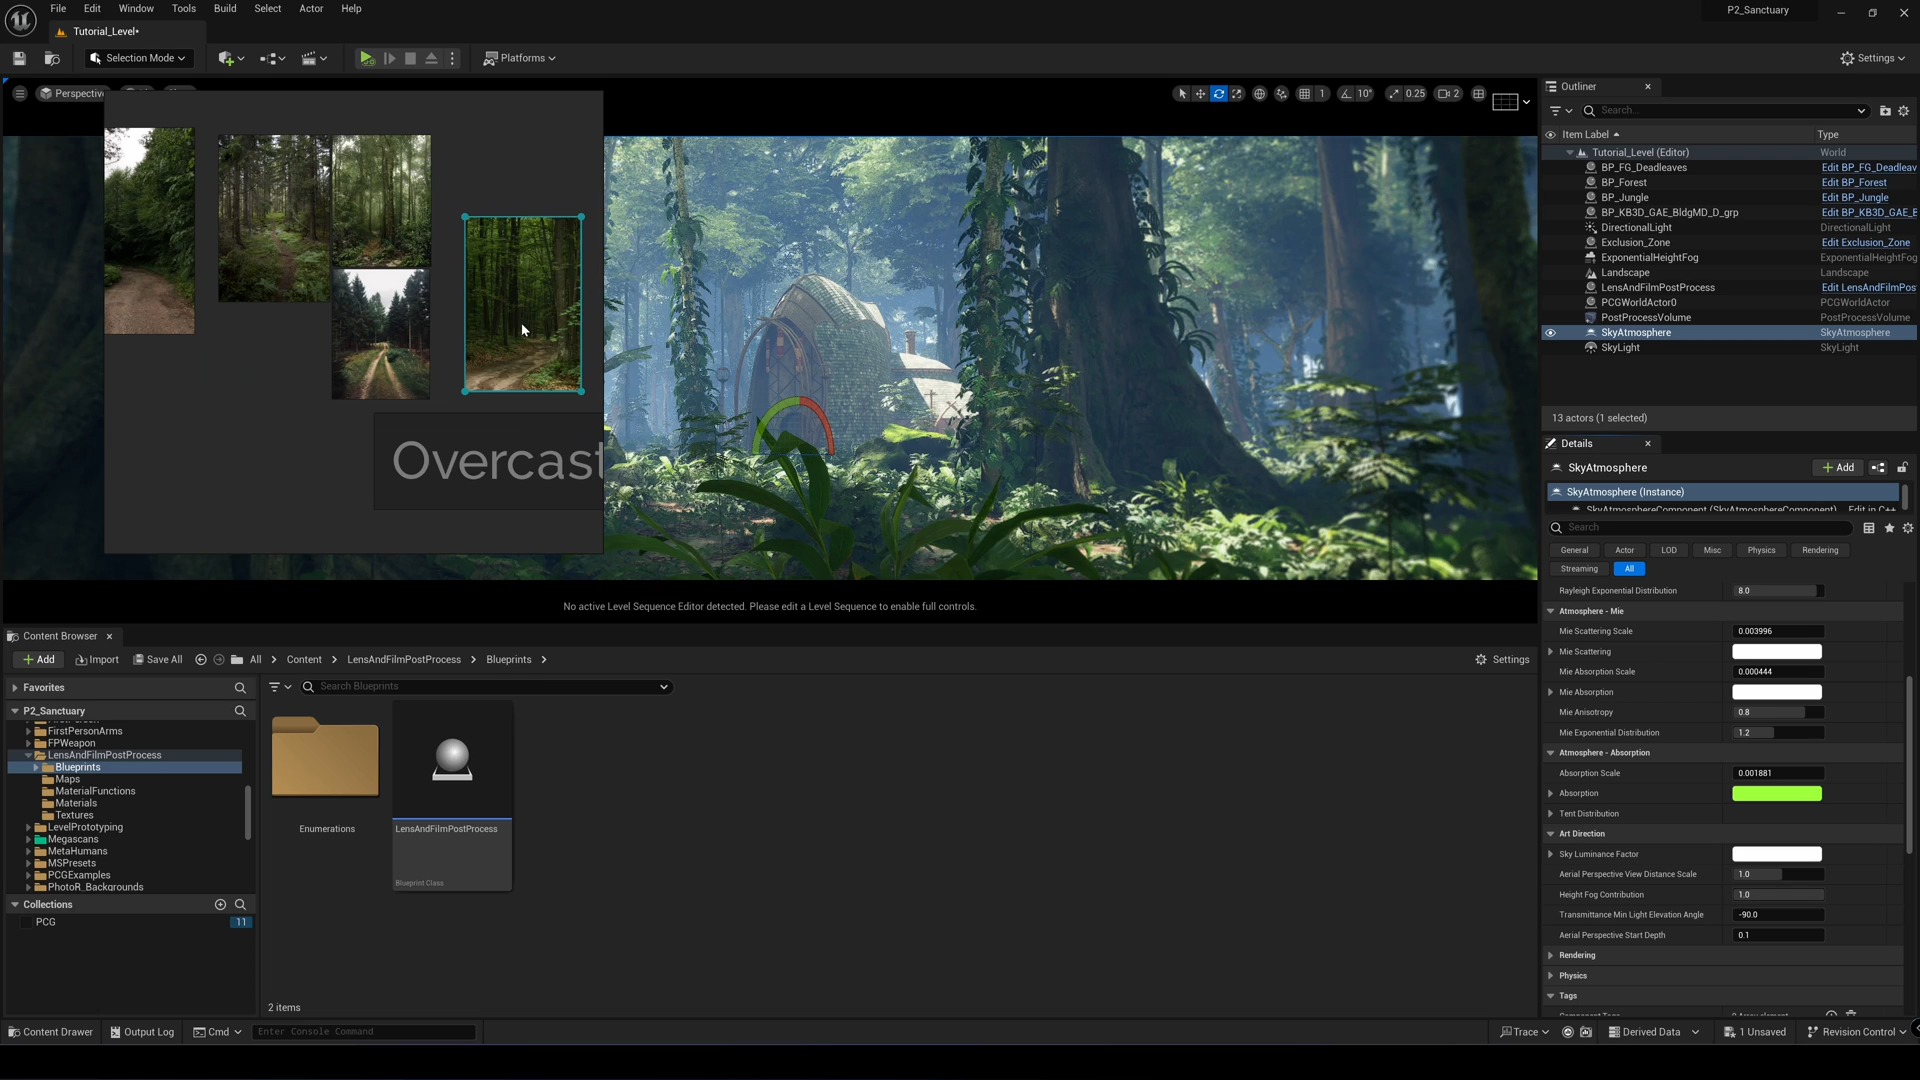 File Edit Window Tools Build Select Actor Help
P2_Sanctuary
Tutorial_Level*
Selection Mode
Platforms
Settings
Perspective
1
10°
0.25
2
Overcast
No active Level Sequence Editor detected. Please edit a Level Sequence to enable full controls.
Outliner
Search...
Item Label
Type
Tutorial_Level (Editor) World
BP_FG_Deadleaves Edit BP_FG_Deadleav
BP_Forest Edit BP_Forest
BP_Jungle Edit BP_Jungle
BP_KB3D_GAE_BldgMD_D_grp Edit BP_KB3D_GAE_B
DirectionalLight DirectionalLight
Exclusion_Zone Edit Exclusion_Zone
ExponentialHeightFog ExponentialHeightFog
Landscape Landscape
LensAndFilmPostProcess Edit LensAndFilmPos
PCGWorldActor0 PCGWorldActor
PostProcessVolume PostProcessVolume
SkyAtmosphere SkyAtmosphere
SkyLight SkyLight
13 actors (1 selected)
Details
SkyAtmosphere
Add
SkyAtmosphere (Instance)
SkyAtmosphereComponent (SkyAtmosphereComponent) Edit in C++
Search
General Actor LOD Misc Physics Rendering
Streaming All
Rayleigh Exponential Distribution 8.0
Atmosphere - Mie
Mie Scattering Scale 0.003996
Mie Scattering
Mie Absorption Scale 0.000444
Mie Absorption
Mie Anisotropy 0.8
Mie Exponential Distribution 1.2
Atmosphere - Absorption
Absorption Scale 0.001881
Absorption
Tent Distribution
Art Direction
Sky Luminance Factor
Aerial Perspective View Distance Scale 1.0
Height Fog Contribution 1.0
Transmittance Min Light Elevation Angle -90.0
Aerial Perspective Start Depth 0.1
Rendering
Physics
Tags
Content Browser
Add Import Save All All Content LensAndFilmPostProcess Blueprints Settings
Favorites
Search Blueprints
P2_Sanctuary
FirstPersonArms
FPWeapon
LensAndFilmPostProcess
Blueprints
Maps
MaterialFunctions
Materials
Textures
LevelPrototyping
Megascans
MetaHumans
MSPresets
PCGExamples
PhotoR_Backgrounds
Collections
PCG 11
Enumerations
LensAndFilmPostProcess
Blueprint Class
2 items
Content Drawer Output Log Cmd Enter Console Command Trace Derived Data 1 Unsaved Revision Control